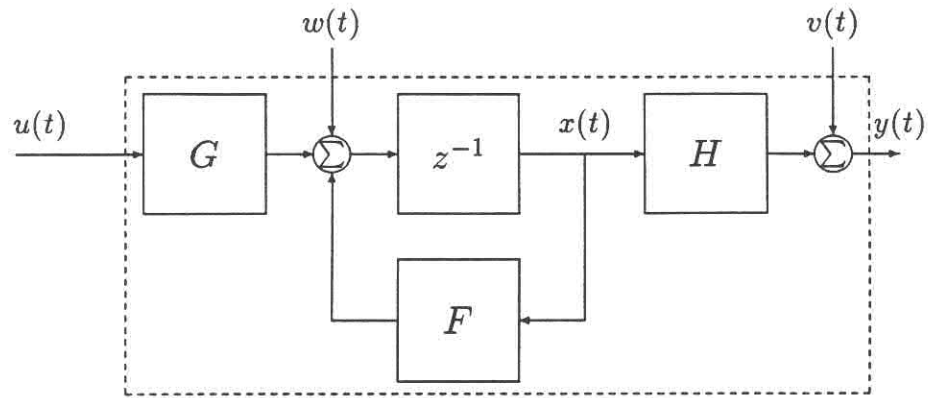 w(t)
v(t)
u(t)
G
Σ
z⁻¹
x(t)
H
Σ
y(t)
F